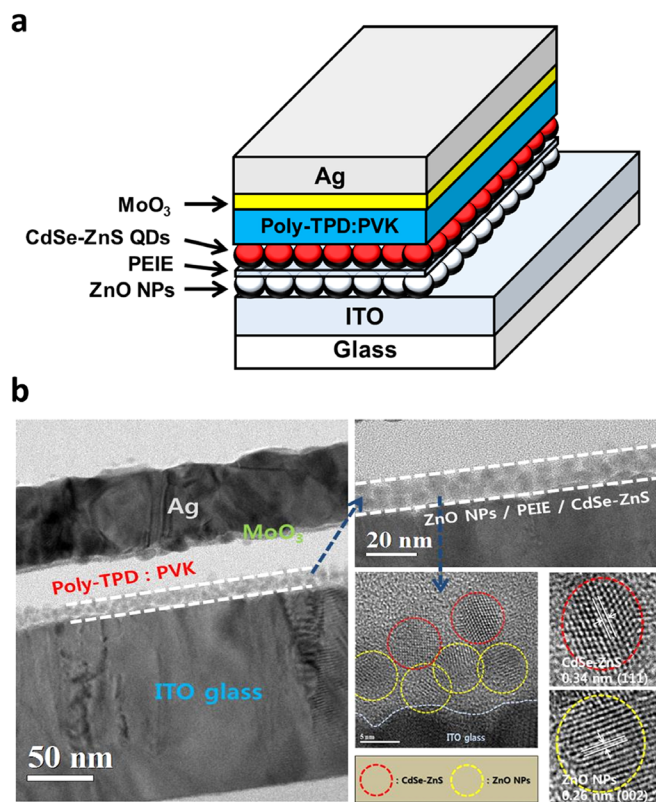 a
Ag
MoO₃
Poly-TPD:PVK
CdSe-ZnS QDs
PEIE
ZnO NPs
ITO
Glass
b
Ag
MoO₃
Poly-TPD : PVK
ITO glass
50 nm
ZnO NPs / PEIE / CdSe-ZnS
20 nm
ITO glass
5 nm
: CdSe-ZnS
: ZnO NPs
CdSe-ZnS
0.34 nm (111)
ZnO NPs
0.26 nm (002)